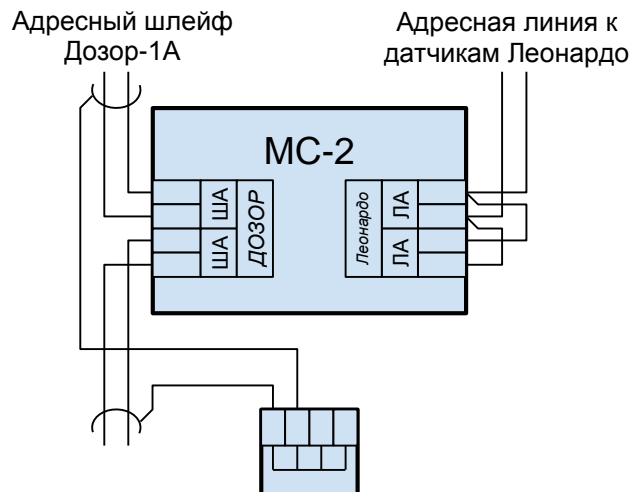 Адресный шлейф
Дозор-1А
Адресная линия к
датчикам Леонардо
МС-2
ША
ША
ДОЗОР
Леонардо
ЛА
ЛА